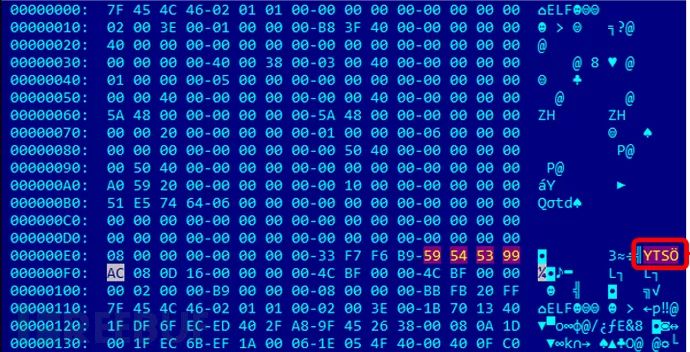 00000000: 7F 45 4C 46-02 01 01 00-00 00 00 00-00 00 00 00 ⌂ELF☻☺☺
00000010: 02 00 3E 00-01 00 00 00-B8 3F 40 00-00 00 00 00 ☻ > ☺ ╕?@
00000020: 40 00 00 00-00 00 00 00-00 00 00 00-00 00 00 00 @
00000030: 00 00 00 00-40 00 38 00-03 00 40 00-00 00 00 00 @ 8 ♥ @
00000040: 01 00 00 00-05 00 00 00-00 00 00 00-00 00 00 00 ☺ ♣
00000050: 00 00 40 00-00 00 00 00-00 00 40 00-00 00 00 00 @ @
00000060: 5A 48 00 00-00 00 00 00-5A 48 00 00-00 00 00 00 ZH ZH
00000070: 00 00 20 00-00 00 00 00-01 00 00 00-06 00 00 00 ☺ ♠
00000080: 00 00 00 00-00 00 00 00-00 50 40 00-00 00 00 00 P@
00000090: 00 50 40 00-00 00 00 00-00 00 00 00-00 00 00 00 P@
000000A0: A0 59 20 00-00 00 00 00-00 10 00 00-00 00 00 00 áY ►
000000B0: 51 E5 74 64-06 00 00 00-00 00 00 00-00 00 00 00 Qσtd♠
000000C0: 00 00 00 00-00 00 00 00-00 00 00 00-00 00 00 00
000000D0: 00 00 00 00-00 00 00 00-00 00 00 00-00 00 00 00
000000E0: 08 00 00 00-00 00 00 00-33 F7 F6 B9-59 54 53 99 ◘ 3≈÷╣YTSÖ
000000F0: AC 08 0D 16-00 00 00 00-4C BF 00 00-4C BF 00 00 ¼◘♪▬ L┐ L┐
00000100: 00 02 00 00-B9 00 00 00-08 00 00 00-BB FB 20 FF ☻ ╣ ◘ ╗√
00000110: 7F 45 4C 46-02 01 01 00-02 00 3E 00-1B 70 13 40 ⌂ELF☻☺☺ ☻ > ←p‼@
00000120: 1F DF 6F EC-ED 40 2F A8-9F 45 26 38-00 08 0A 1D ▼▀o∞φ@/¿ƒE&8 ◘◙↔
00000130: 00 1F EC 6B-EF 1A 00 06-1E 05 4F 40-00 0F C0 ▼∞kn→ ♠▲♣O@